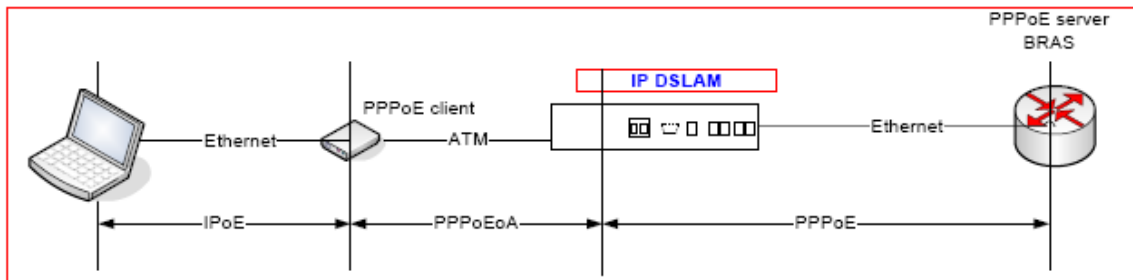 PPPoE server
BRAS
IP DSLAM
PPPoE client
Ethernet
ATM
Ethernet
IPoE
PPPoEoA
PPPoE